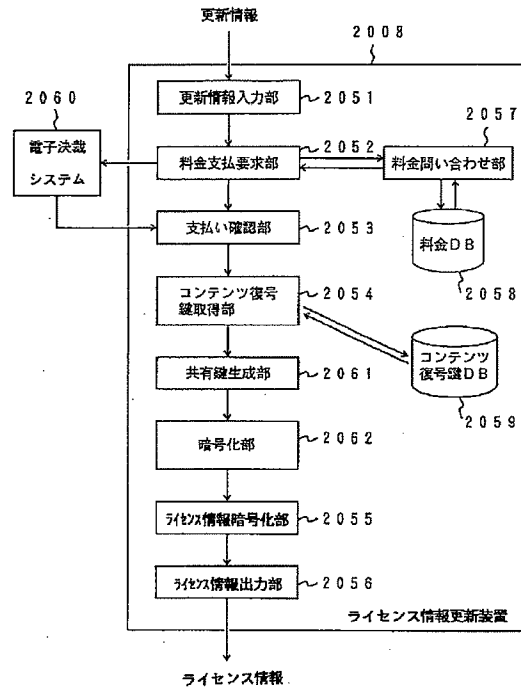 更新情報
2008
更新情報入力部
2051
2060
電子決裁
システム
料金支払要求部
2052
料金問い合わせ部
2057
支払い確認部
2053
料金DB
2058
コンテンツ復号
鍵取得部
2054
コンテンツ
復号鍵DB
2059
共有鍵生成部
2061
暗号化部
2062
ライセンス情報暗号化部
2055
ライセンス情報出力部
2056
ライセンス情報更新装置
ライセンス情報